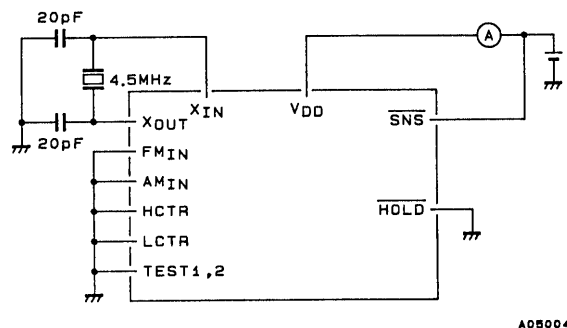 20pF
A
4.5MHz
XIN
VDD
XOUT
SNS
20pF
FMIN
AMIN
HCTR
HOLD
LCTR
TEST1,2
A05004